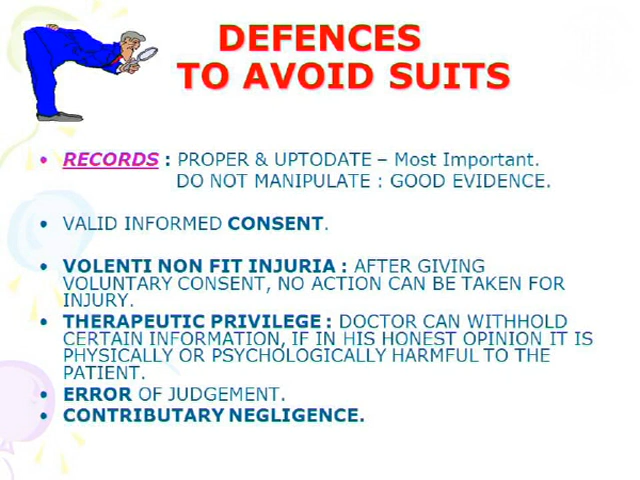 DEFENCES
TO AVOID SUITS
• RECORDS : PROPER & UPTODATE – Most Important.
DO NOT MANIPULATE : GOOD EVIDENCE.
• VALID INFORMED CONSENT.
• VOLENTI NON FIT INJURIA : AFTER GIVING
VOLUNTARY CONSENT, NO ACTION CAN BE TAKEN FOR
INJURY.
• THERAPEUTIC PRIVILEGE : DOCTOR CAN WITHHOLD
CERTAIN INFORMATION, IF IN HIS HONEST OPINION IT IS
PHYSICALLY OR PSYCHOLOGICALLY HARMFUL TO THE
PATIENT.
• ERROR OF JUDGEMENT.
• CONTRIBUTARY NEGLIGENCE.